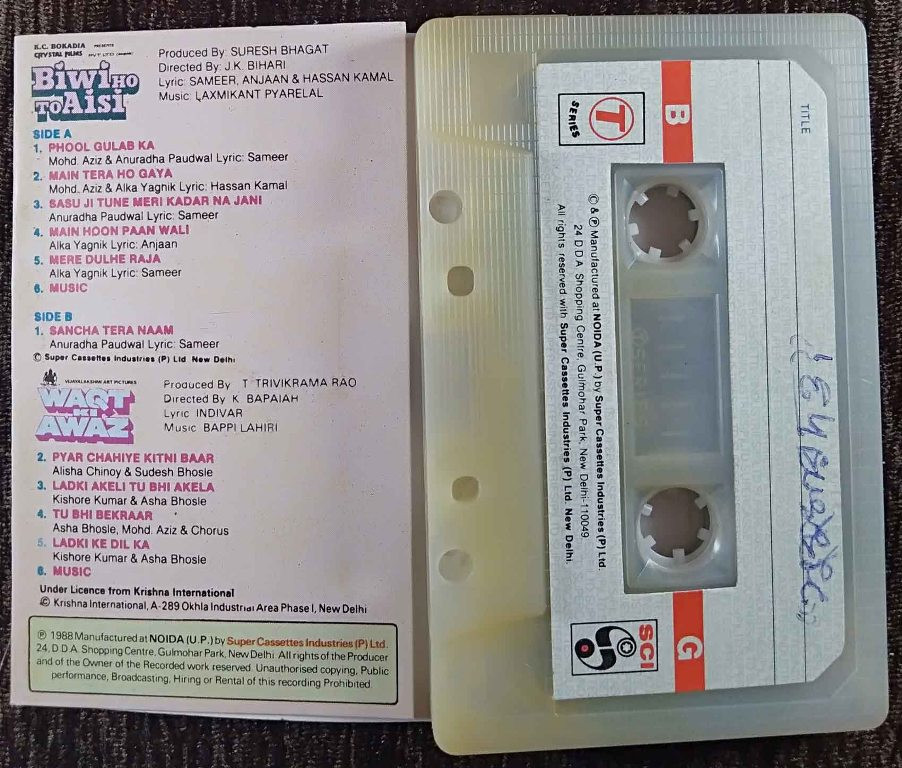 K.C. BOKADIA PRESENTS
CRYSTAL FILMS PVT LTD
Biwi HO
TO Aisi
Produced By: SURESH BHAGAT
Directed By: J.K. BIHARI
Lyric: SAMEER, ANJAAN & HASSAN KAMAL
Music: LAXMIKANT PYARELAL
SIDE A
1. PHOOL GULAB KA
Mohd. Aziz & Anuradha Paudwal Lyric: Sameer
2. MAIN TERA HO GAYA
Mohd. Aziz & Alka Yagnik Lyric: Hassan Kamal
3. SASU JI TUNE MERI KADAR NA JANI
Anuradha Paudwal Lyric: Sameer
4. MAIN HOON PAAN WALI
Alka Yagnik Lyric: Anjaan
5. MERE DULHE RAJA
Alka Yagnik Lyric: Sameer
6. MUSIC
SIDE B
1. SANCHA TERA NAAM
Anuradha Paudwal Lyric: Sameer
© Super Cassettes Industries (P) Ltd. New Delhi
VIJAYALAKSHMI ART PICTURES
WAQT
KI
AWAZ
Produced By T TRIVIKRAMA RAO
Directed By K BAPAIAH
Lyric INDIVAR
Music BAPPI LAHIRI
2. PYAR CHAHIYE KITNI BAAR
Alisha Chinoy & Sudesh Bhosle
3. LADKI AKELI TU BHI AKELA
Kishore Kumar & Asha Bhosle
4. TU BHI BEKRAAR
Asha Bhosle, Mohd. Aziz & Chorus
5. LADKI KE DIL KA
Kishore Kumar & Asha Bhosle
6. MUSIC
Under Licence from Krishna International
© Krishna International, A-289 Okhla Industrial Area Phase I, New Delhi
℗ 1988 Manufactured at NOIDA (U.P.) by Super Cassettes Industries (P) Ltd.
24, D.D.A. Shopping Centre, Gulmohar Park, New Delhi. All rights of the Producer
and of the Owner of the Recorded work reserved. Unauthorised copying, Public
performance, Broadcasting, Hiring or Rental of this recording Prohibited.
TITLE
B
T
SERIES
© & ℗ Manufactured at NOIDA (U.P.) by Super Cassettes Industries (P) Ltd.
24 D.D.A. Shopping Centre, Gulmohar Park, New Delhi-110049
All rights reserved with Super Cassettes Industries (P) Ltd. New Delhi.
SCI
G